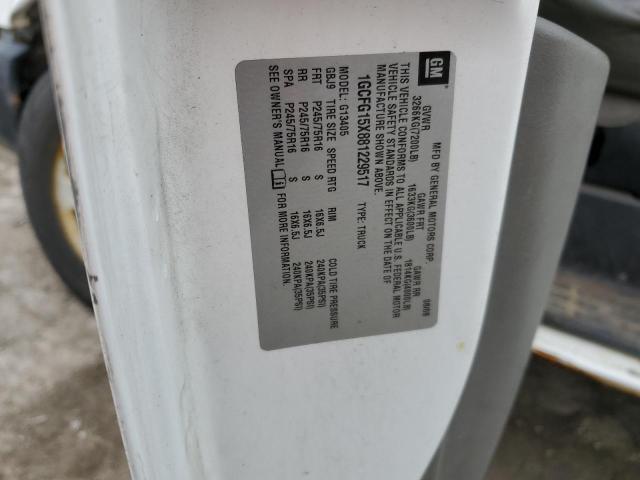 GM
MFD BY GENERAL MOTORS CORP.
GVWR GAWR FRT GAWR RR
3266KG(7200LB) 1633KG(3600LB) 1814KG(4000LB)
THIS VEHICLE CONFORMS TO ALL APPLICABLE U.S. FEDERAL MOTOR
VEHICLE SAFETY STANDARDS IN EFFECT ON THE DATE OF
MANUFACTURE SHOWN ABOVE.
1GCFG15X881229517 TYPE: TRUCK
MODEL: G13405
GBJ9 TIRE SIZE SPEED RTG RIM COLD TIRE PRESSURE
FRT P245/75R16 S 16X6.5J 240KPA(35PSI)
RR P245/75R16 S 16X6.5J 240KPA(35PSI)
SPA P245/75R16 S 16X6.5J 240KPA(35PSI)
SEE OWNER'S MANUAL FOR MORE INFORMATION.